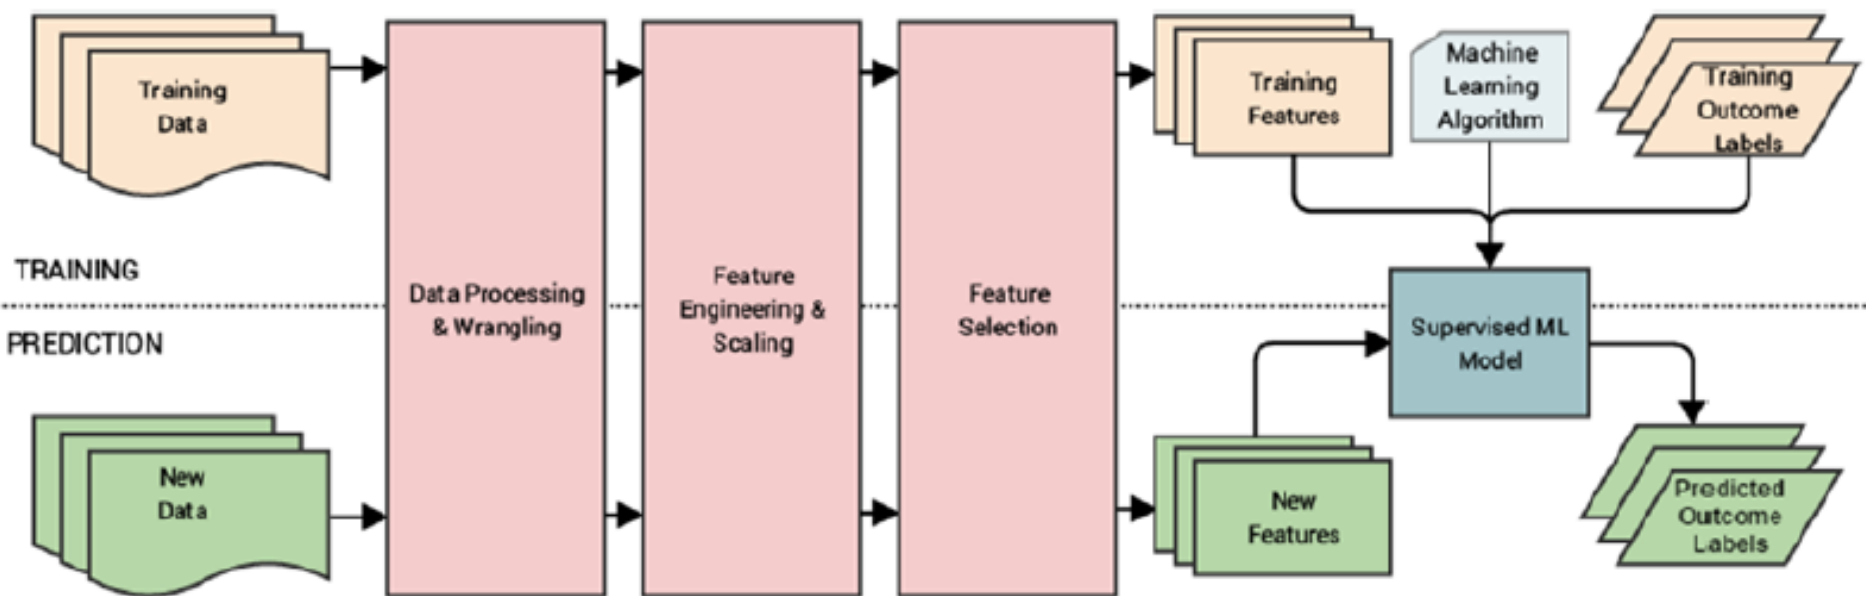 Training
Data
Training
Features
Machine
Learning
Algorithm
Training
Outcome
Labels
TRAINING
PREDICTION
Data Processing
& Wrangling
Feature
Engineering &
Scaling
Feature
Selection
Supervised ML
Model
New
Data
New
Features
Predicted
Outcome
Labels